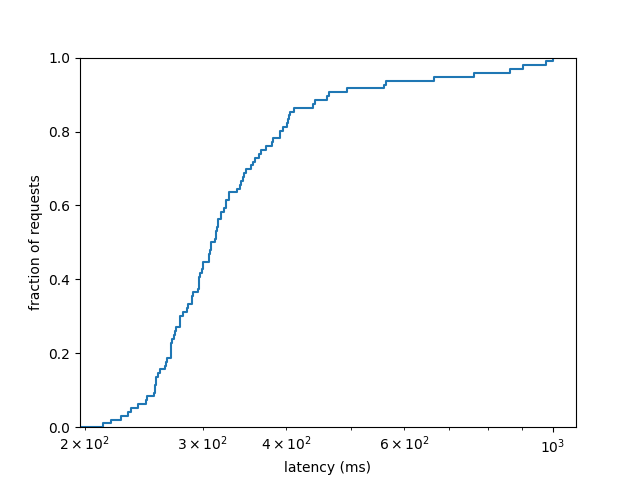 1.0
0.8
0.6
0.4
0.2
0.0
fraction of requests
2 × 10² 3 × 10² 4 × 10² 6 × 10² 10³
latency (ms)